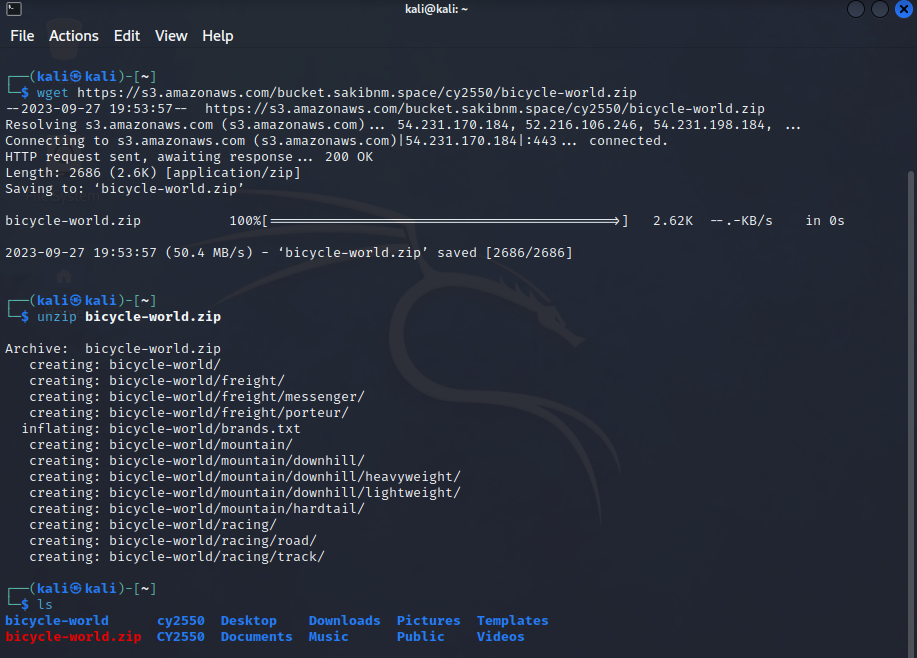 kali@kali: ~
File Actions Edit View Help
┌──(kali㉿kali)-[~]
└─$ wget https://s3.amazonaws.com/bucket.sakibnm.space/cy2550/bicycle-world.zip
--2023-09-27 19:53:57-- https://s3.amazonaws.com/bucket.sakibnm.space/cy2550/bicycle-world.zip
Resolving s3.amazonaws.com (s3.amazonaws.com)... 54.231.170.184, 52.216.106.246, 54.231.198.184, ...
Connecting to s3.amazonaws.com (s3.amazonaws.com)|54.231.170.184|:443... connected.
HTTP request sent, awaiting response... 200 OK
Length: 2686 (2.6K) [application/zip]
Saving to: ‘bicycle-world.zip’
bicycle-world.zip 100%[===========================================>] 2.62K --.-KB/s in 0s
2023-09-27 19:53:57 (50.4 MB/s) - ‘bicycle-world.zip’ saved [2686/2686]
┌──(kali㉿kali)-[~]
└─$ unzip bicycle-world.zip
Archive: bicycle-world.zip
creating: bicycle-world/
creating: bicycle-world/freight/
creating: bicycle-world/freight/messenger/
creating: bicycle-world/freight/porteur/
inflating: bicycle-world/brands.txt
creating: bicycle-world/mountain/
creating: bicycle-world/mountain/downhill/
creating: bicycle-world/mountain/downhill/heavyweight/
creating: bicycle-world/mountain/downhill/lightweight/
creating: bicycle-world/mountain/hardtail/
creating: bicycle-world/racing/
creating: bicycle-world/racing/road/
creating: bicycle-world/racing/track/
┌──(kali㉿kali)-[~]
└─$ ls
bicycle-world cy2550 Desktop Downloads Pictures Templates
bicycle-world.zip CY2550 Documents Music Public Videos